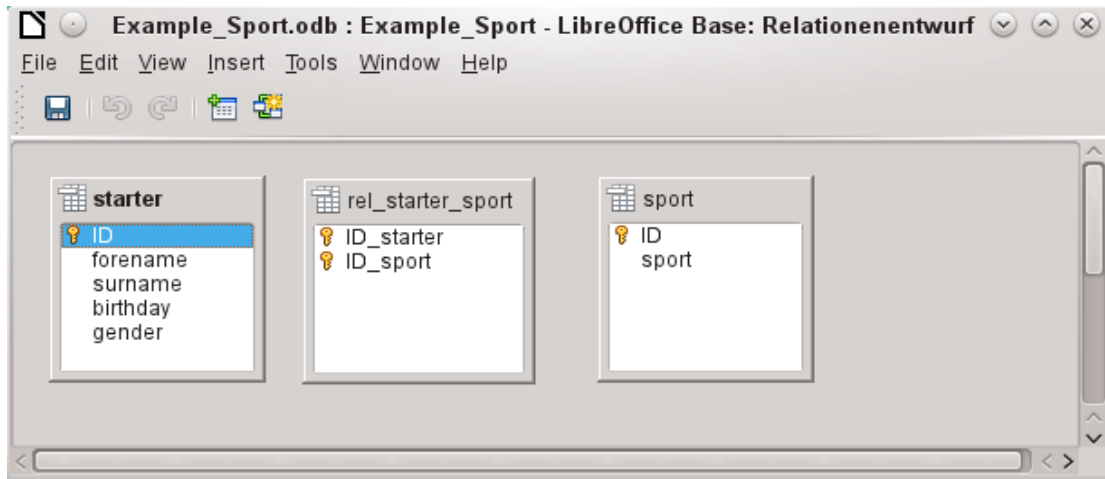 Example_Sport.odb : Example_Sport - LibreOffice Base: Relationenentwurf
File Edit View Insert Tools Window Help
starter
ID
forename
surname
birthday
gender
rel_starter_sport
ID_starter
ID_sport
sport
ID
sport